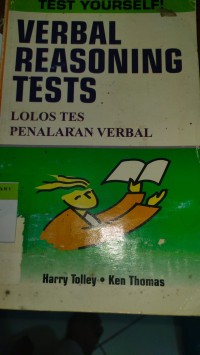 TEST YOURSELF!
VERBAL
REASONING
TESTS
LOLOS TES
PENALARAN VERBAL
Harry Tolley • Ken Thomas